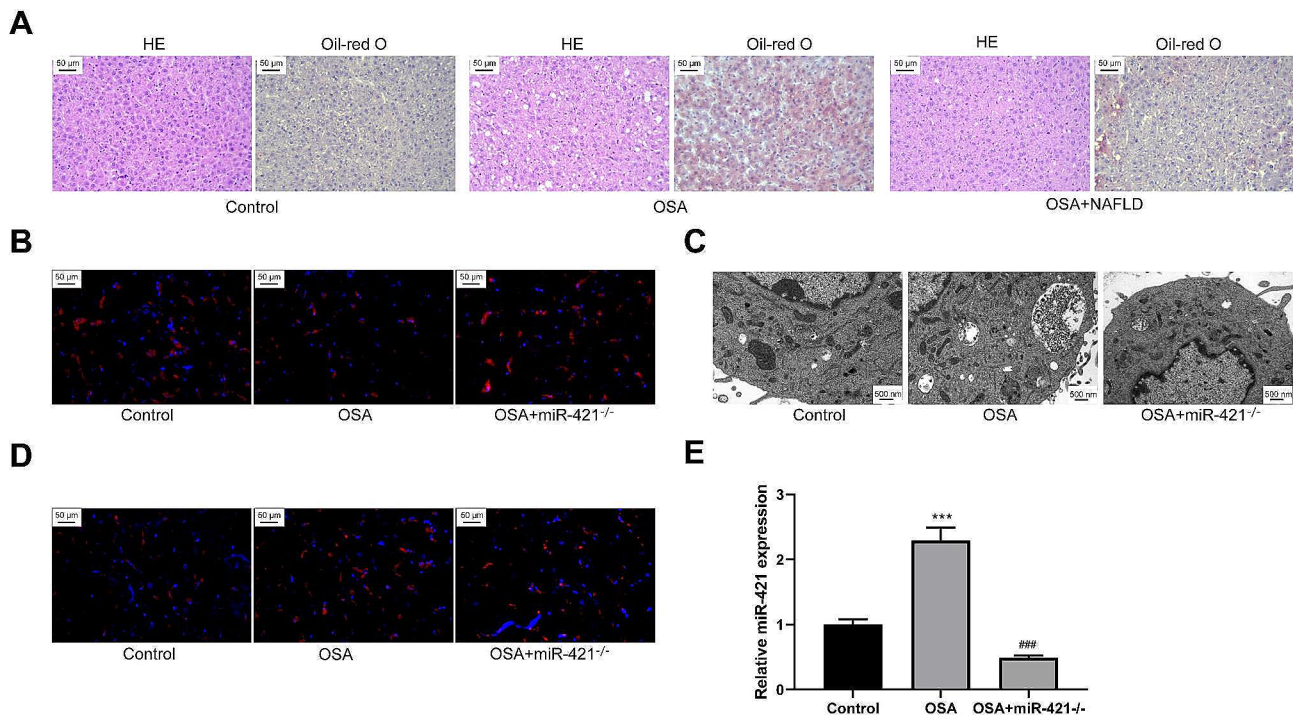 A
HE Oil-red O HE Oil-red O HE Oil-red O
50 µm 50 µm 50 µm 50 µm 50 µm 50 µm
Control OSA OSA+NAFLD
B
50 µm 50 µm 50 µm
Control OSA OSA+miR-421-/-
C
500 nm 500 nm 500 nm
Control OSA OSA+miR-421-/-
D
50 µm 50 µm 50 µm
Control OSA OSA+miR-421-/-
E
Relative miR-421 expression
3
2
1
0
***
###
Control OSA OSA+miR-421-/-